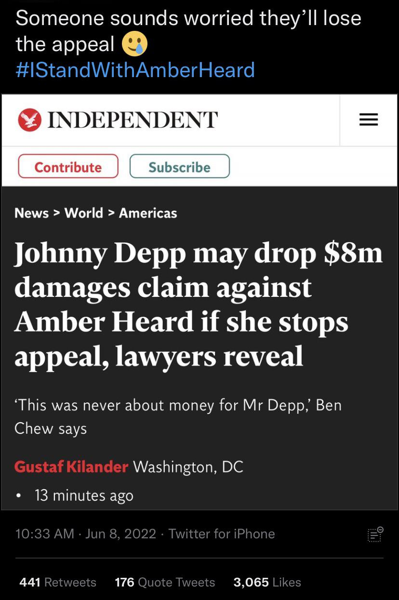 Someone sounds worried they’ll lose
the appeal 🥲
#IStandWithAmberHeard
INDEPENDENT
Contribute Subscribe
News > World > Americas
Johnny Depp may drop $8m
damages claim against
Amber Heard if she stops
appeal, lawyers reveal
‘This was never about money for Mr Depp,’ Ben
Chew says
Gustaf Kilander Washington, DC
• 13 minutes ago
10:33 AM · Jun 8, 2022 · Twitter for iPhone
441 Retweets 176 Quote Tweets 3,065 Likes